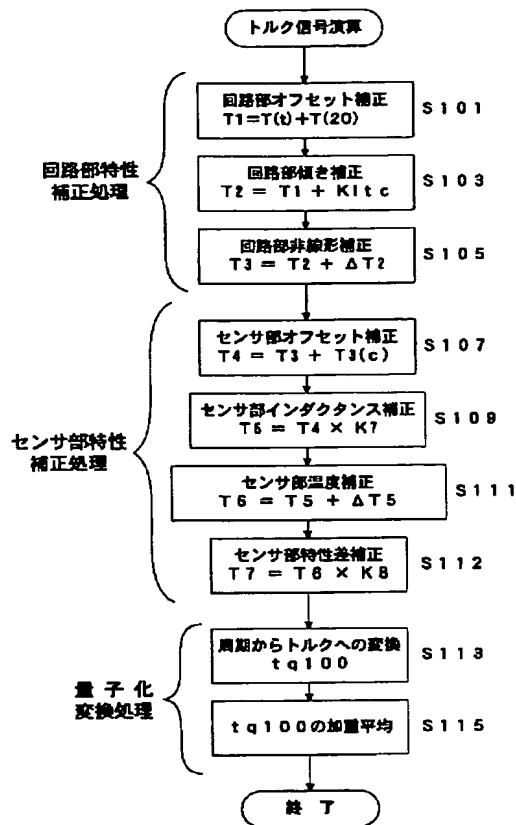 トルク信号演算
回路部特性
補正処理
回路部オフセット補正
T1=T(t)+T(20)
S101
回路部傾き補正
T2 = T1 + Kltc
S103
回路部非線形補正
T3 = T2 + ΔT2
S105
センサ部特性
補正処理
センサ部オフセット補正
T4 = T3 + T3(c)
S107
センサ部インダクタンス補正
T5 = T4 × K7
S109
センサ部温度補正
T6 = T5 + ΔT5
S111
センサ部特性差補正
T7 = T6 × K8
S112
量子化
変換処理
周期からトルクへの変換
tq100
S113
tq100の加重平均
S115
終了